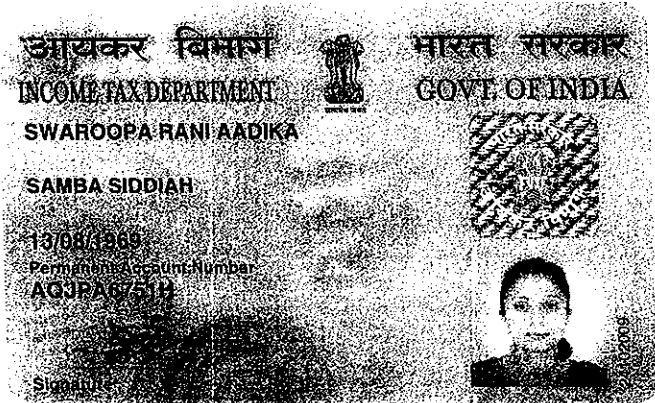 आयकर विभाग
भारत सरकार
INCOME TAX DEPARTMENT
GOVT. OF INDIA
SWAROOPA RANI AADIKA
SAMBA SIDDIAH
13/08/1969
Permanent Account Number
AGJPA6751H
Signature